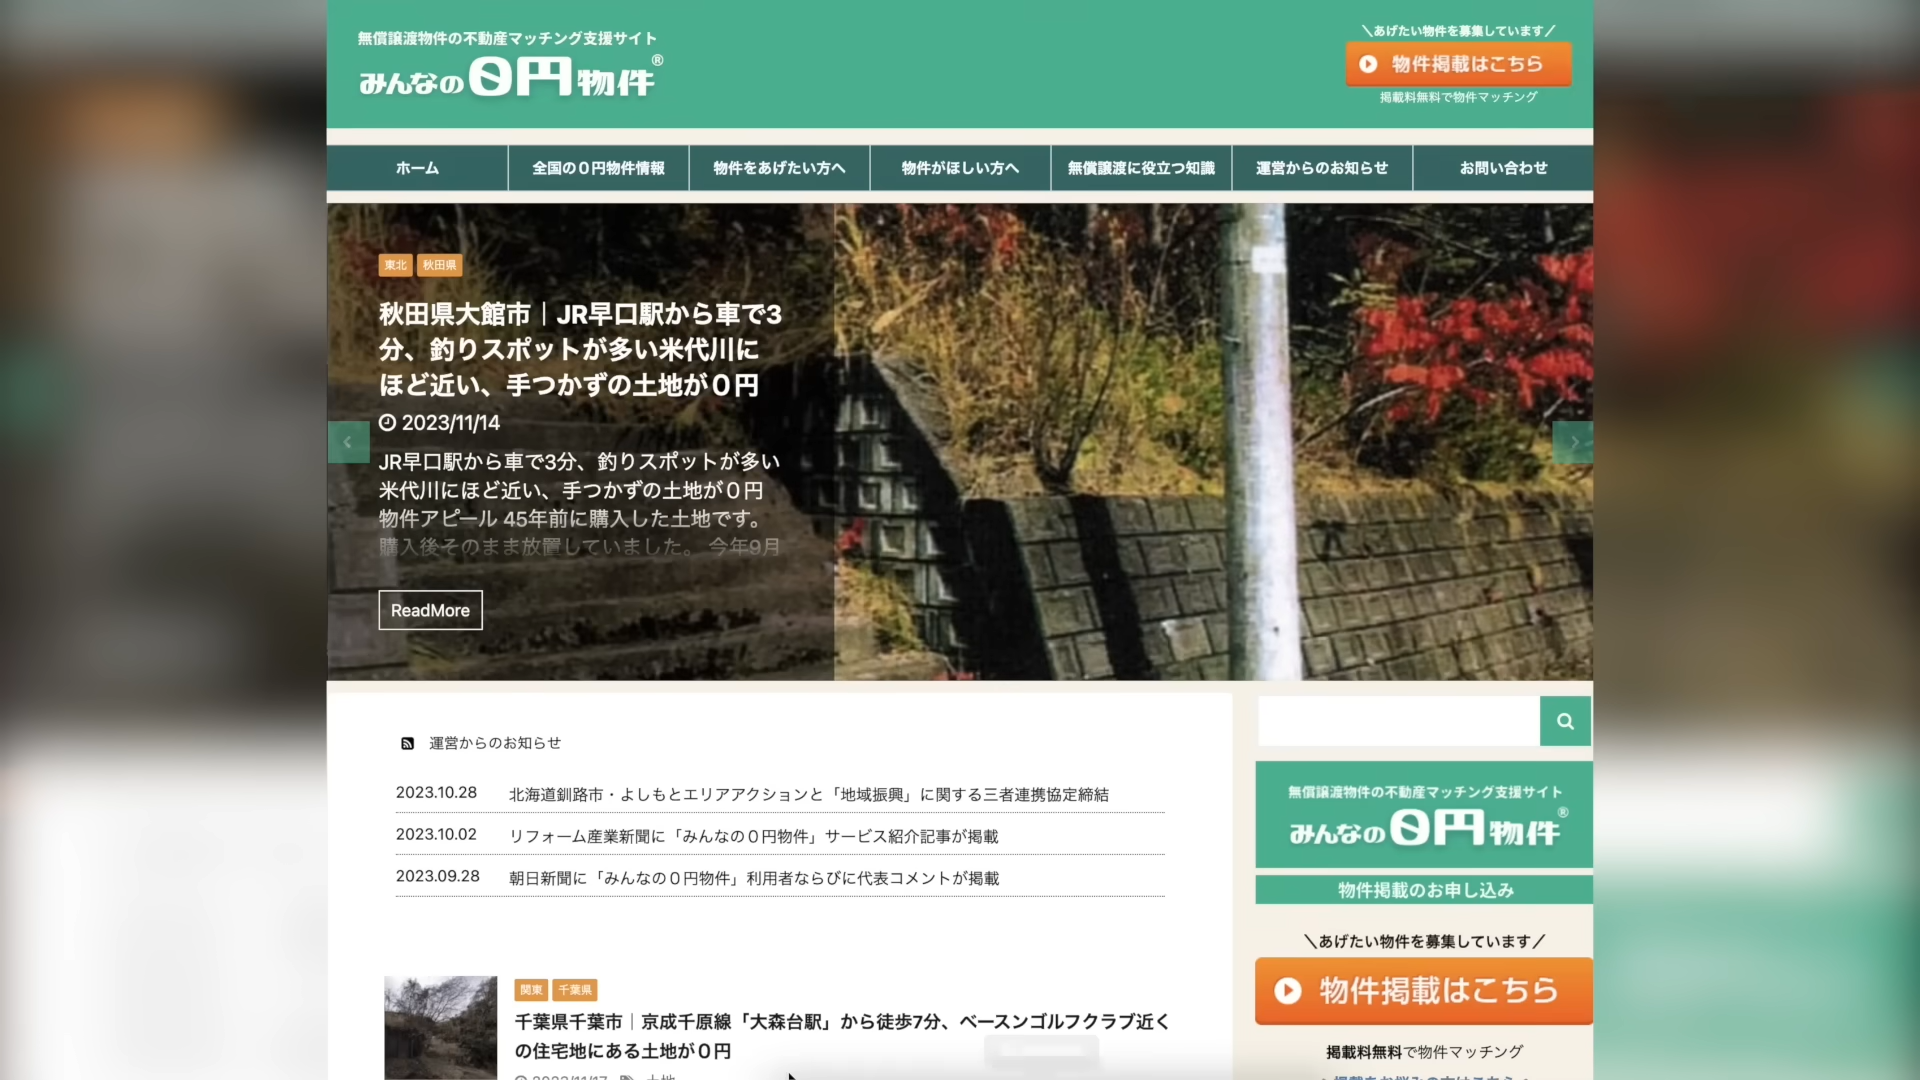 無償譲渡物件の不動産マッチング支援サイト
みんなの0円物件®
＼あげたい物件を募集しています／
物件掲載はこちら
掲載料無料で物件マッチング
ホーム
全国の０円物件情報
物件をあげたい方へ
物件がほしい方へ
無償譲渡に役立つ知識
運営からのお知らせ
お問い合わせ
東北 秋田県
秋田県大館市｜JR早口駅から車で3
分、釣りスポットが多い米代川に
ほど近い、手つかずの土地が０円
2023/11/14
JR早口駅から車で3分、釣りスポットが多い
米代川にほど近い、手つかずの土地が０円
物件アピール 45年前に購入した土地です。
購入後そのまま放置していました。 今年9月
ReadMore
運営からのお知らせ
2023.10.28 北海道釧路市・よしもとエリアアクションと「地域振興」に関する三者連携協定締結
2023.10.02 リフォーム産業新聞に「みんなの０円物件」サービス紹介記事が掲載
2023.09.28 朝日新聞に「みんなの０円物件」利用者ならびに代表コメントが掲載
関東 千葉県
千葉県千葉市｜京成千原線「大森台駅」から徒歩7分、ベースンゴルフクラブ近く
の住宅地にある土地が０円
2023/11/17 土地
無償譲渡物件の不動産マッチング支援サイト
みんなの0円物件®
物件掲載のお申し込み
＼あげたい物件を募集しています／
物件掲載はこちら
掲載料無料で物件マッチング